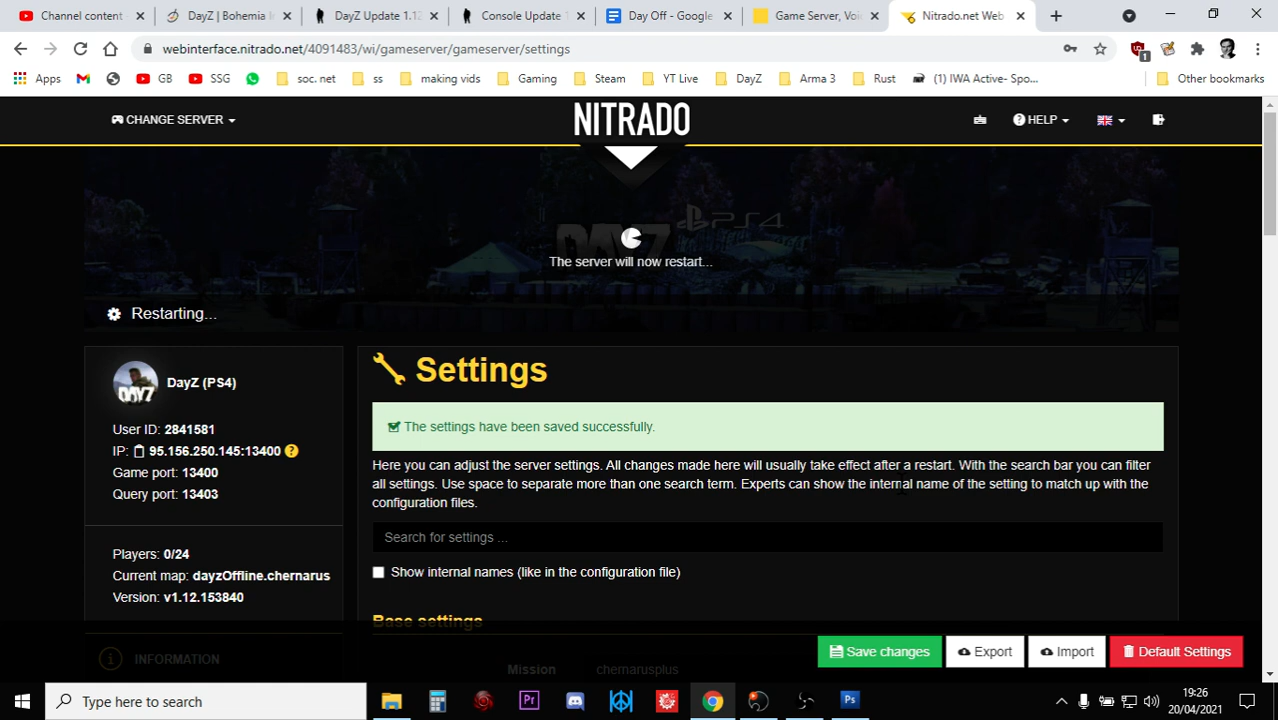 Channel content
DayZ | Bohemia In
DayZ Update 1.12
Console Update 1
Day Off - Google
Game Server, Voi
Nitrado.net Web
webinterface.nitrado.net/4091483/wi/gameserver/gameserver/settings
Apps
GB
SSG
soc. net
ss
making vids
Gaming
Steam
YT Live
DayZ
Arma 3
Rust
(1) IWA Active- Spo...
Other bookmarks
CHANGE SERVER
NITRADO
HELP
DAYZ
PS4
The server will now restart...
Restarting...
DayZ (PS4)
User ID: 2841581
IP: 95.156.250.145:13400
Game port: 13400
Query port: 13403
Players: 0/24
Current map: dayzOffline.chernarus
Version: v1.12.153840
INFORMATION
Settings
The settings have been saved successfully.
Here you can adjust the server settings. All changes made here will usually take effect after a restart. With the search bar you can filter
all settings. Use space to separate more than one search term. Experts can show the internal name of the setting to match up with the
configuration files.
Search for settings ...
Show internal names (like in the configuration file)
Base settings
Mission chernarusplus
Save changes
Export
Import
Default Settings
Type here to search
Pr
Ps
19:26
20/04/2021